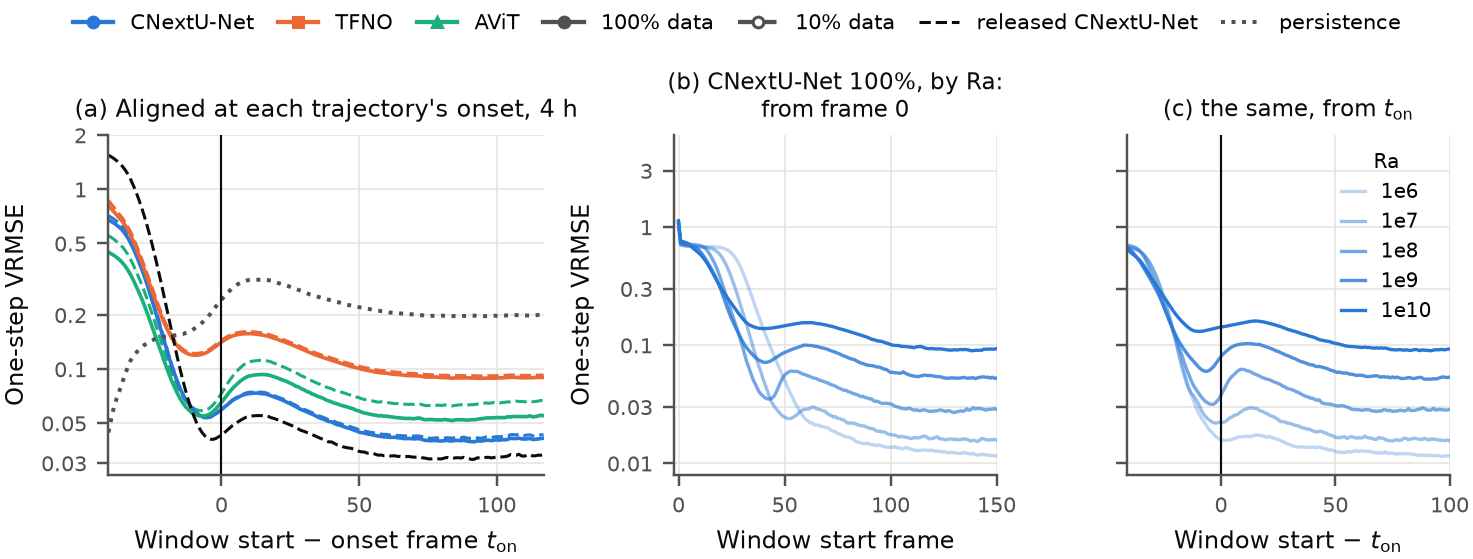 CNextU-Net TFNO AViT 100% data 10% data released CNextU-Net persistence
(a) Aligned at each trajectory's onset, 4 h
One-step VRMSE
2
1
0.5
0.2
0.1
0.05
0.03
0 50 100
Window start − onset frame t_on
(b) CNextU-Net 100%, by Ra:
from frame 0
One-step VRMSE
3
1
0.3
0.1
0.03
0.01
0 50 100 150
Window start frame
(c) the same, from t_on
Ra
1e6
1e7
1e8
1e9
1e10
0 50 100
Window start − t_on